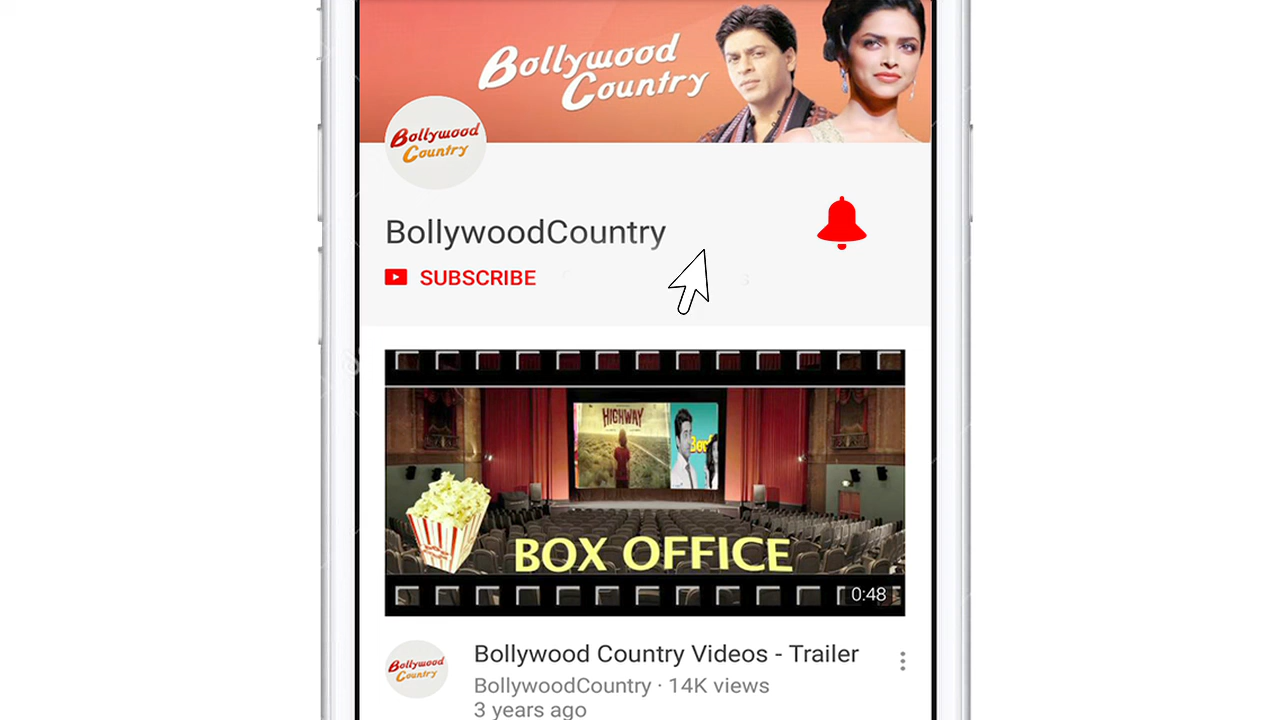 Bollywood
Country
Bollywood
Country
BollywoodCountry
SUBSCRIBE
HIGHWAY
BOX OFFICE
0:48
Bollywood
Country
Bollywood Country Videos - Trailer
BollywoodCountry · 14K views
3 years ago